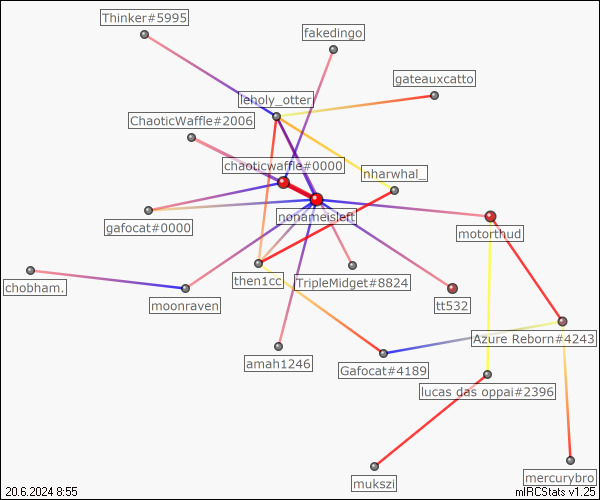 Thinker#5995
fakedingo
gateauxcatto
leholy_otter
ChaoticWaffle#2006
chaoticwaffle#0000
nharwhal_
nonameisleft
gafocat#0000
motorthud
then1cc
TripleMidget#8824
chobham.
moonraven
tt532
Azure Reborn#4243
amah1246
Gafocat#4189
lucas das oppai#2396
mukszi
mercurybro
20.6.2024 8:55
mIRCStats v1.25